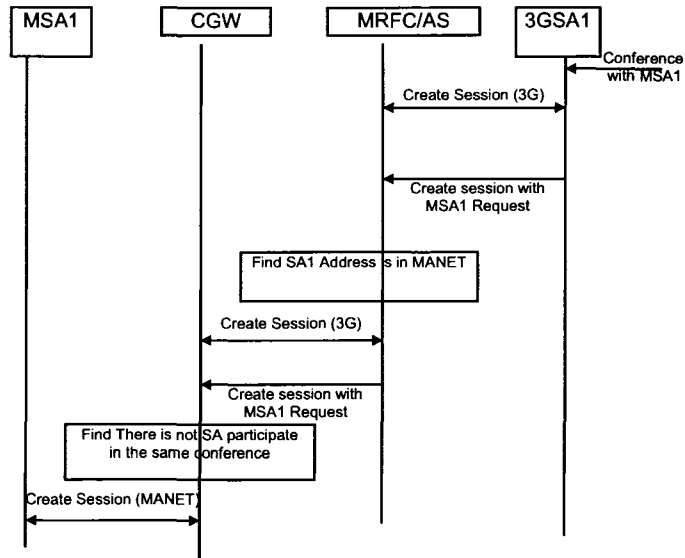 MSA1
CGW
MRFC/AS
3GSA1
Conference
with MSA1
Create Session (3G)
Create session with
MSA1 Request
Find SA1 Address is in MANET
Create Session (3G)
Create session with
MSA1 Request
Find There is not SA participate
in the same conference
Create Session (MANET)